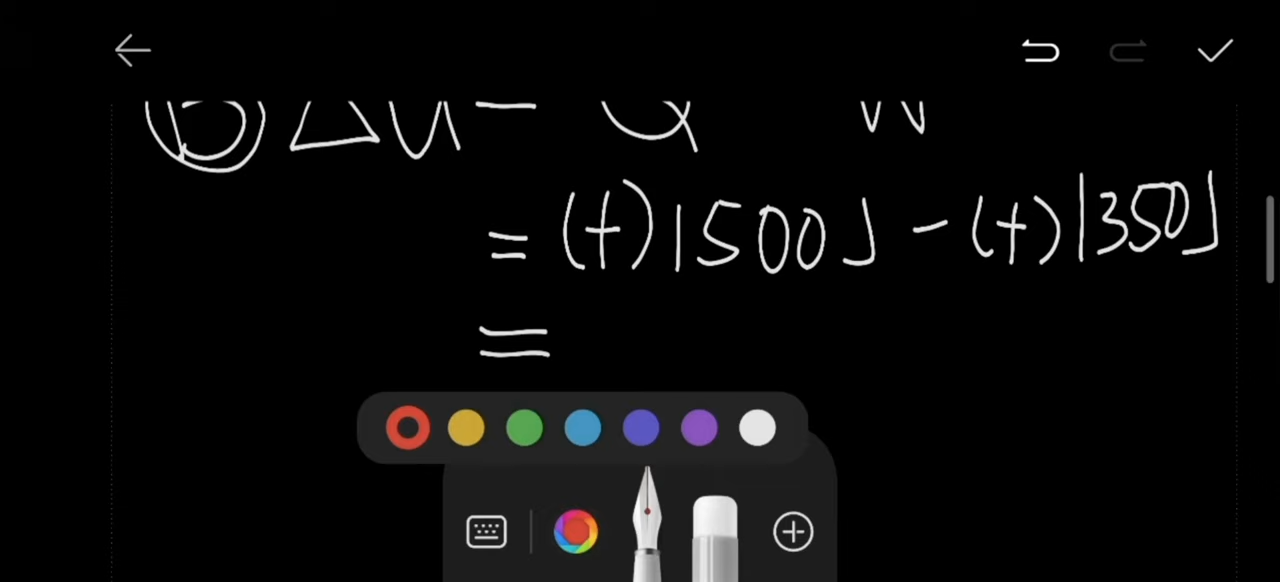 Ⓑ ΔU = Q W
= (+)1500J - (+)1350J
=